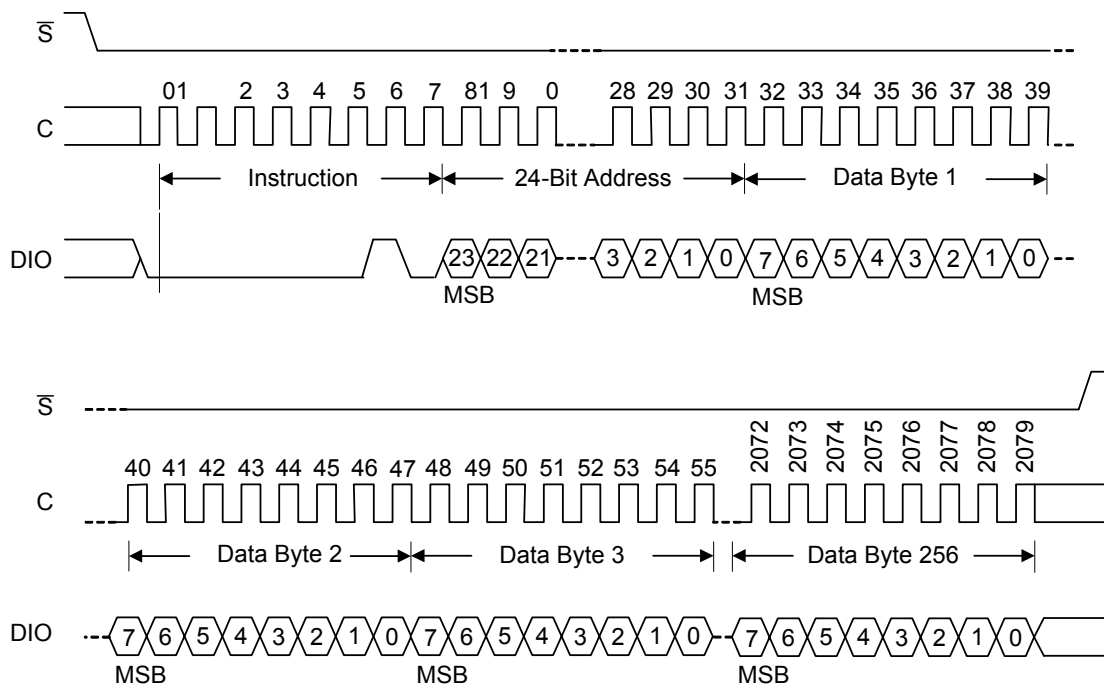 S
01 2 3 4 5 6 7 81 9 0 28 29 30 31 32 33 34 35 36 37 38 39
C
Instruction 24-Bit Address Data Byte 1
DIO 23 22 21 3 2 1 0 7 6 5 4 3 2 1 0
MSB MSB
S
2072 2073 2074 2075 2076 2077 2078 2079
40 41 42 43 44 45 46 47 48 49 50 51 52 53 54 55
C
Data Byte 2 Data Byte 3 Data Byte 256
DIO 7 6 5 4 3 2 1 0 7 6 5 4 3 2 1 0 7 6 5 4 3 2 1 0
MSB MSB MSB